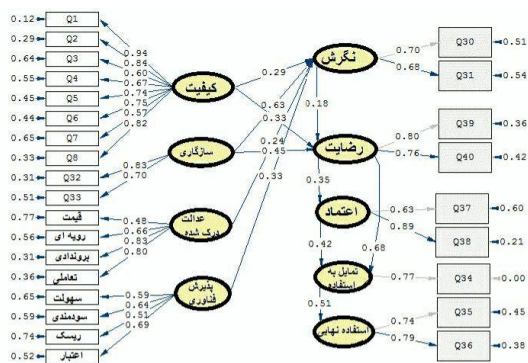 0.12 Q1
0.29 Q2
0.64 Q3
0.55 Q4
0.45 Q5
0.44 Q6
0.65 Q7
0.33 Q8
0.31 Q32
0.51 Q33
0.77 قیمت
0.56 رویه ای
0.31 بروندادی
0.36 تعاملی
0.65 سهولت
0.59 سودمندی
0.74 ریسک
0.52 اعتبار
0.94
0.84
0.60
0.67
0.74
0.75
0.57
0.82
0.83
0.70
0.48
0.66
0.83
0.80
0.59
0.64
0.51
0.69
کیفیت
سازگاری
عدالت
درک شده
پذیرش
فناوری
0.29
0.63
0.33
0.24
0.45
0.33
نگرش
0.18
رضایت
0.35
اعتماد
0.42
0.68
تمایل به
استفاده
0.51
استفاده نهایی
0.70 Q30 0.51
0.68 Q31 0.54
0.80 Q39 0.36
0.76 Q40 0.42
0.63 Q37 0.60
0.89 Q38 0.21
0.77 Q34 0.00
0.74 Q35 0.45
0.79 Q36 0.38